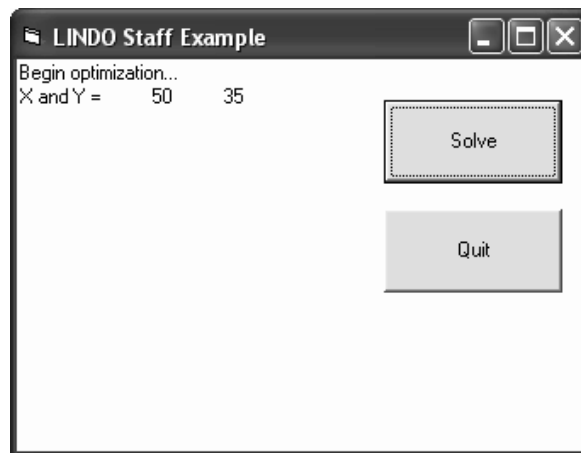 LINDO Staff Example
Begin optimization...
X and Y = 50 35
Solve
Quit